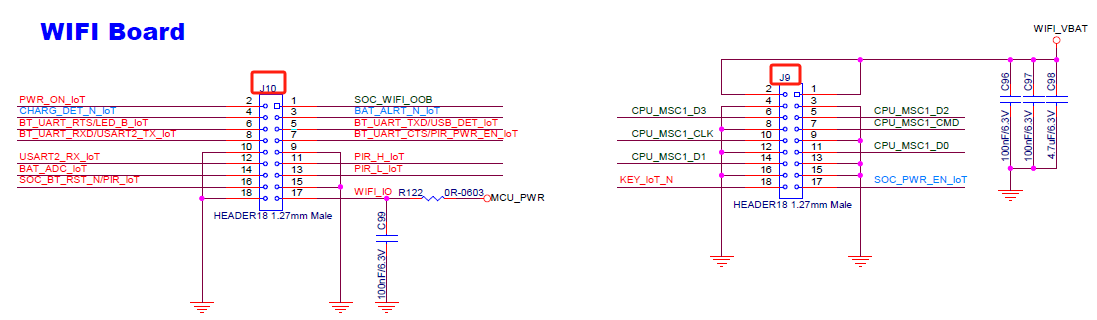 WIFI Board
J10
PWR_ON_IoT 2 1 SOC_WIFI_OOB
CHARG_DET_N_IoT 4 3 BAT_ALRT_N_IoT
BT_UART_RTS/LED_B_IoT 6 5 BT_UART_TXD/USB_DET_IoT
BT_UART_RXD/USART2_TX_IoT 8 7 BT_UART_CTS/PIR_PWR_EN_IoT
10 9
USART2_RX_IoT 12 11 PIR_H_IoT
BAT_ADC_IoT 14 13 PIR_L_IoT
SOC_BT_RST_N/PIR_IoT 16 15
18 17 WIFI_IO R122 0R-0603 MCU_PWR
HEADER18 1.27mm Male
C99
100nF/6.3V
WIFI_VBAT
J9
2 1
4 3
CPU_MSC1_D3 6 5 CPU_MSC1_D2
8 7 CPU_MSC1_CMD
CPU_MSC1_CLK 10 9
12 11 CPU_MSC1_D0
CPU_MSC1_D1 14 13
16 15
KEY_IoT_N 18 17 SOC_PWR_EN_IoT
HEADER18 1.27mm Male
C96
100nF/6.3V
C97
100nF/6.3V
C98
4.7uF/6.3V